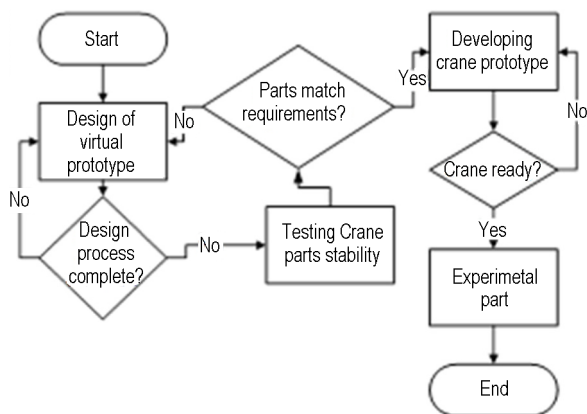 Start
Design of
virtual
prototype
No
Design
process
complete?
No
Testing Crane
parts stability
Parts match
requirements?
No
Yes
Developing
crane prototype
No
Crane ready?
Yes
Experimetal
part
End